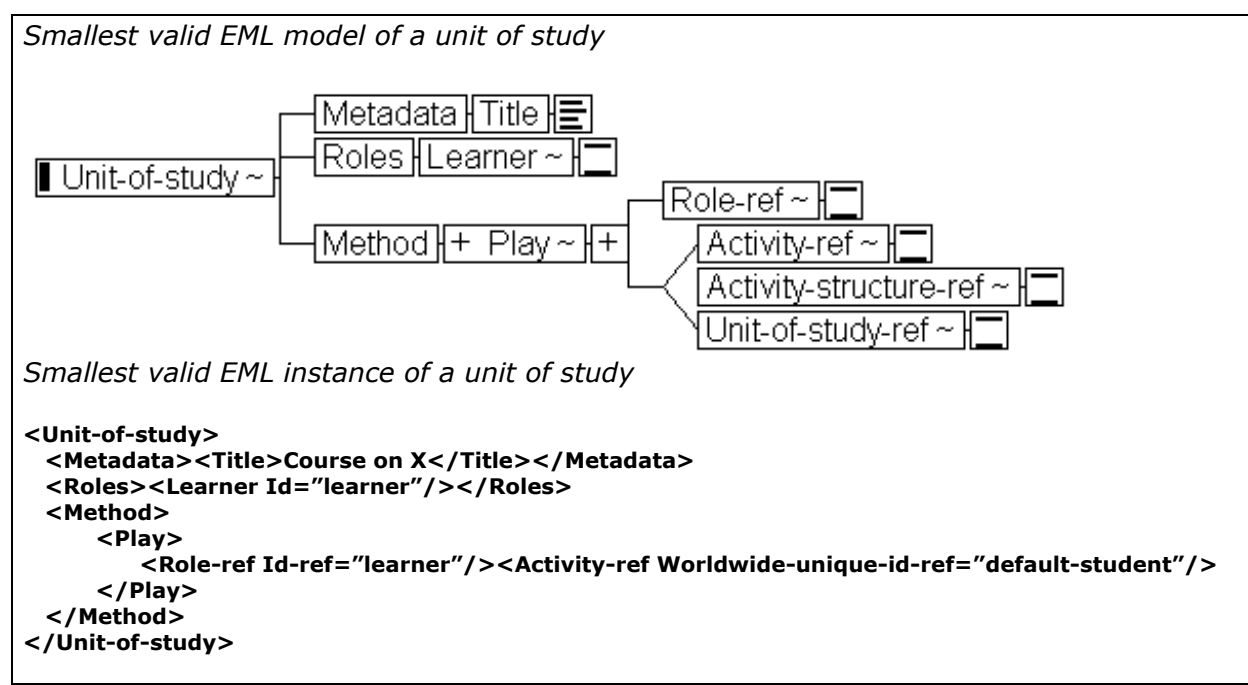 Smallest valid EML model of a unit of study
Metadata Title
Roles Learner ~
Unit-of-study ~
Role-ref ~
Method + Play ~ +
Activity-ref ~
Activity-structure-ref ~
Unit-of-study-ref ~
Smallest valid EML instance of a unit of study
<Unit-of-study>
<Metadata><Title>Course on X</Title></Metadata>
<Roles><Learner Id=”learner”/></Roles>
<Method>
<Play>
<Role-ref Id-ref=”learner”/><Activity-ref Worldwide-unique-id-ref=”default-student”/>
</Play>
</Method>
</Unit-of-study>